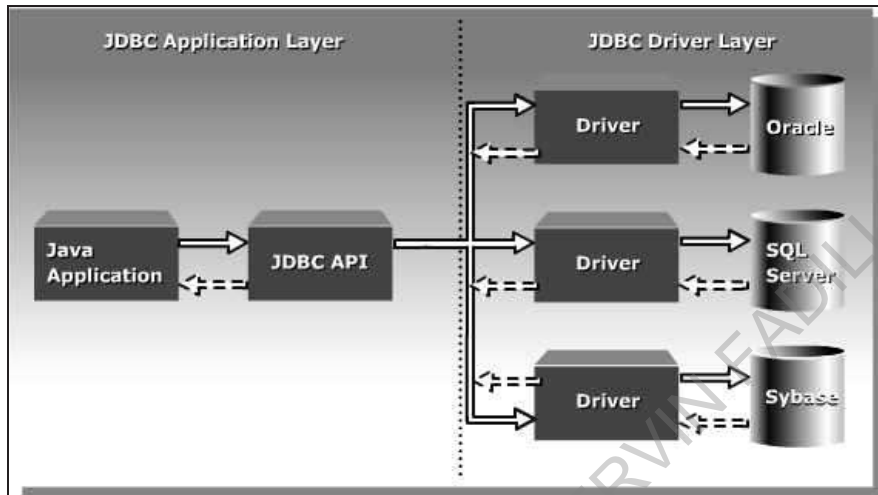 JDBC Application Layer
JDBC Driver Layer
Java
Application
JDBC API
Driver
Oracle
Driver
SQL
Server
Driver
Sybase